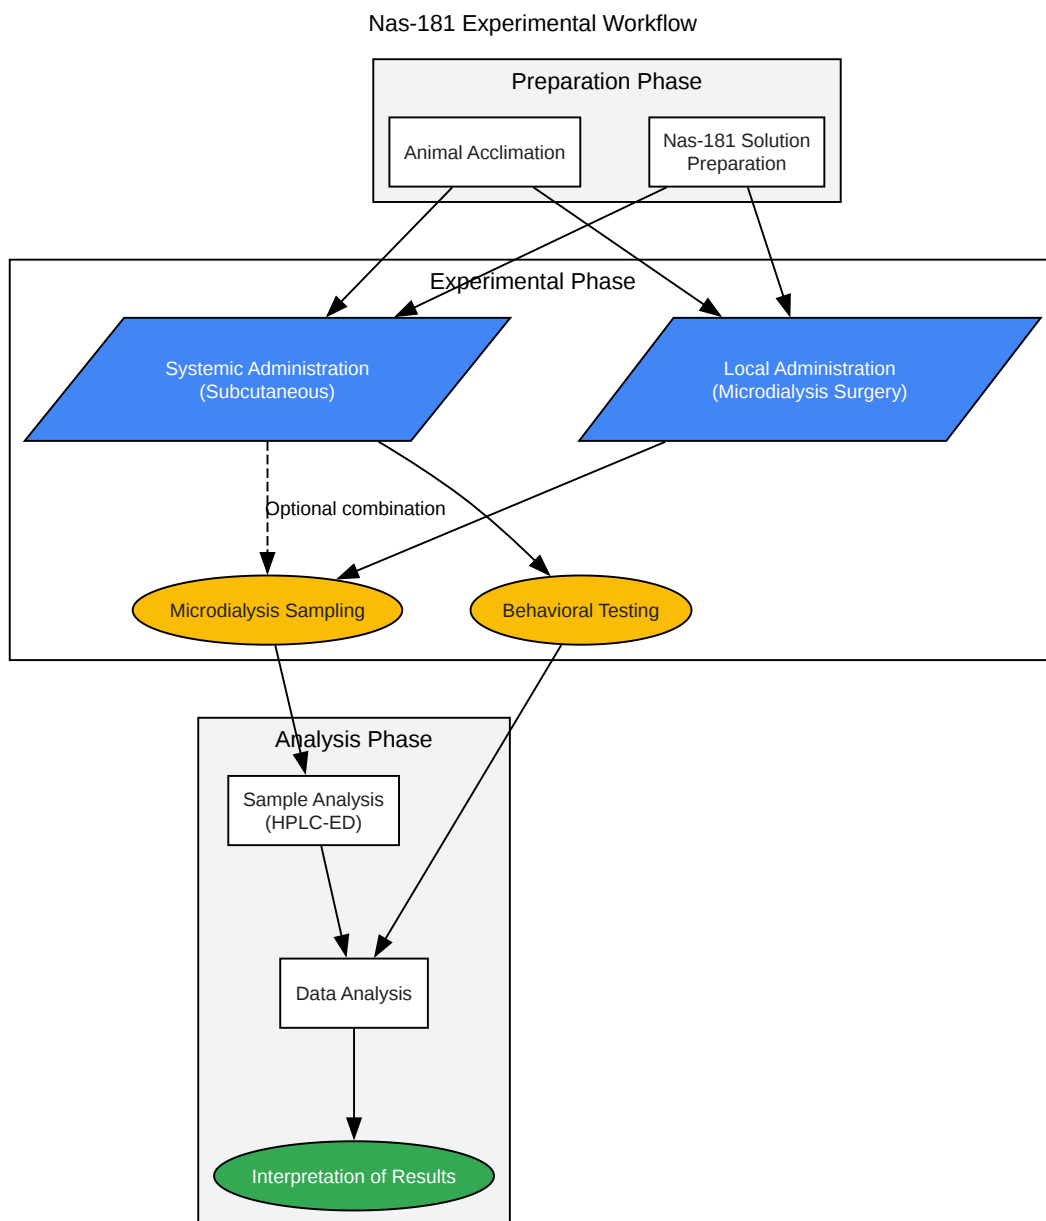 Nas-181 Experimental Workflow
Preparation Phase
Animal Acclimation
Nas-181 Solution
Preparation
Experimental Phase
Systemic Administration
(Subcutaneous)
Local Administration
(Microdialysis Surgery)
Optional combination
Microdialysis Sampling
Behavioral Testing
Analysis Phase
Sample Analysis
(HPLC-ED)
Data Analysis
Interpretation of Results